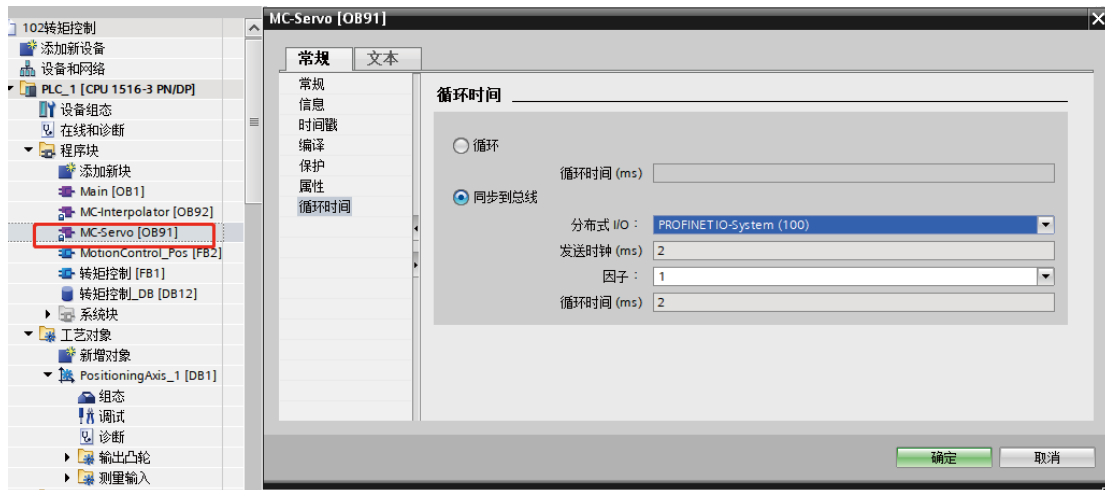 102转矩控制
添加新设备
设备和网络
PLC_1 [CPU 1516-3 PN/DP]
设备组态
在线和诊断
程序块
添加新块
Main [OB1]
MC-Interpolator [OB92]
MC-Servo [OB91]
MotionControl_Pos [FB2]
转矩控制 [FB1]
转矩控制_DB [DB12]
系统块
工艺对象
新增对象
PositioningAxis_1 [DB1]
组态
调试
诊断
输出凸轮
测量输入
MC-Servo [OB91]
常规 文本
常规
信息
时间戳
编译
保护
属性
循环时间
循环时间
循环
循环时间 (ms)
同步到总线
分布式 I/O： PROFINET IO-System (100)
发送时钟 (ms) 2
因子： 1
循环时间 (ms) 2
确定 取消